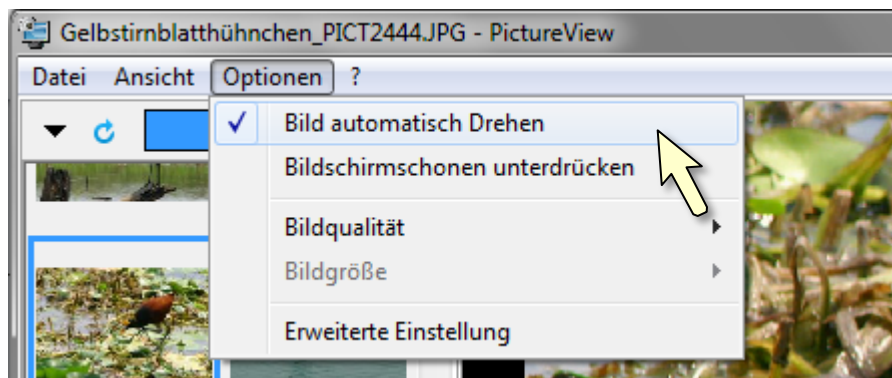 Gelbstirnblatthühnchen_PICT2444.JPG - PictureView
Datei Ansicht Optionen ?
Bild automatisch Drehen
Bildschirmschonen unterdrücken
Bildqualität
Bildgröße
Erweiterte Einstellung